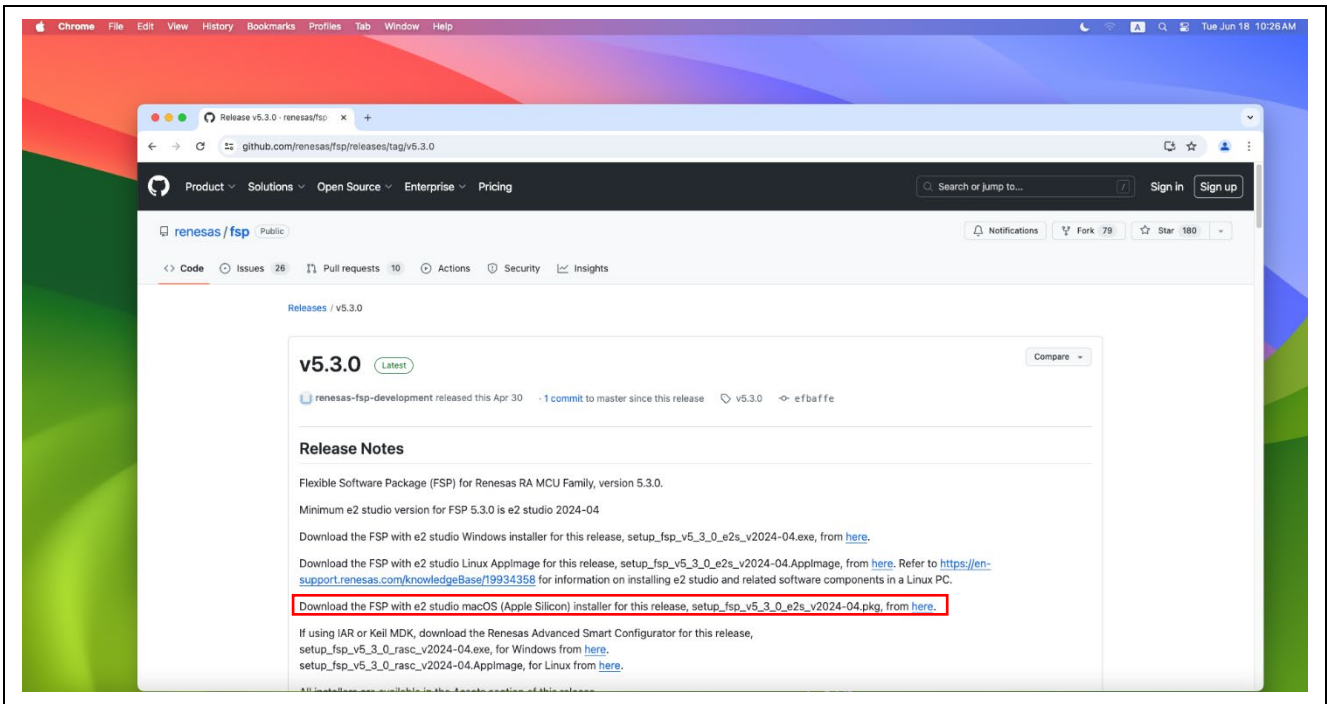 Chrome File Edit View History Bookmarks Profiles Tab Window Help A Tue Jun 18 10:26 AM
Release v5.3.0 · renesas/fsp
github.com/renesas/fsp/releases/tag/v5.3.0
Product Solutions Open Source Enterprise Pricing Search or jump to... / Sign in Sign up
renesas / fsp Public Notifications Fork 79 Star 180
Code Issues 26 Pull requests 10 Actions Security Insights
Releases / v5.3.0
v5.3.0 Latest Compare
renesas-fsp-development released this Apr 30 · 1 commit to master since this release v5.3.0 efbaffe
Release Notes
Flexible Software Package (FSP) for Renesas RA MCU Family, version 5.3.0.
Minimum e2 studio version for FSP 5.3.0 is e2 studio 2024-04
Download the FSP with e2 studio Windows installer for this release, setup_fsp_v5_3_0_e2s_v2024-04.exe, from here.
Download the FSP with e2 studio Linux AppImage for this release, setup_fsp_v5_3_0_e2s_v2024-04.AppImage, from here. Refer to https://en-
support.renesas.com/knowledgeBase/19934358 for information on installing e2 studio and related software components in a Linux PC.
Download the FSP with e2 studio macOS (Apple Silicon) installer for this release, setup_fsp_v5_3_0_e2s_v2024-04.pkg, from here.
If using IAR or Keil MDK, download the Renesas Advanced Smart Configurator for this release,
setup_fsp_v5_3_0_rasc_v2024-04.exe, for Windows from here.
setup_fsp_v5_3_0_rasc_v2024-04.AppImage, for Linux from here.
All installers are available in the Assets section of this release.